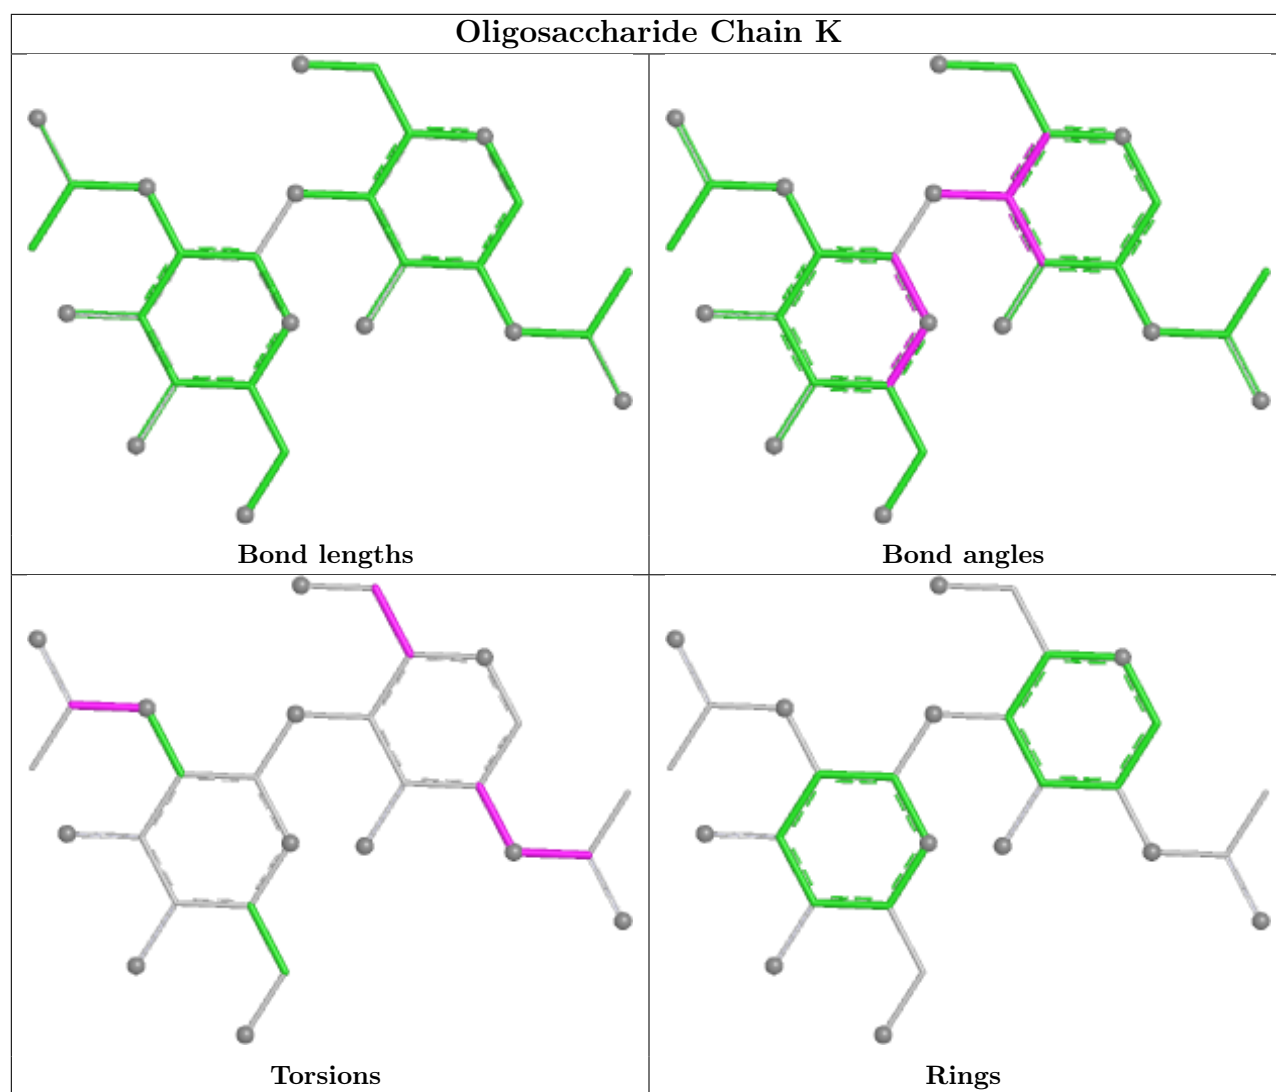 Oligosaccharide Chain K
Bond lengths
Bond angles
Torsions
Rings